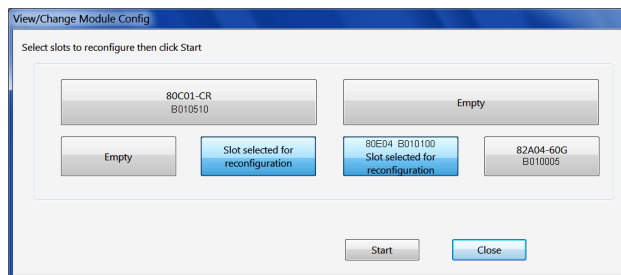 View/Change Module Config
Select slots to reconfigure then click Start
80C01-CR
B010510
Empty
Empty
Slot selected for
reconfiguration
80E04 B010100
Slot selected for
reconfiguration
82A04-60G
B010005
Start
Close